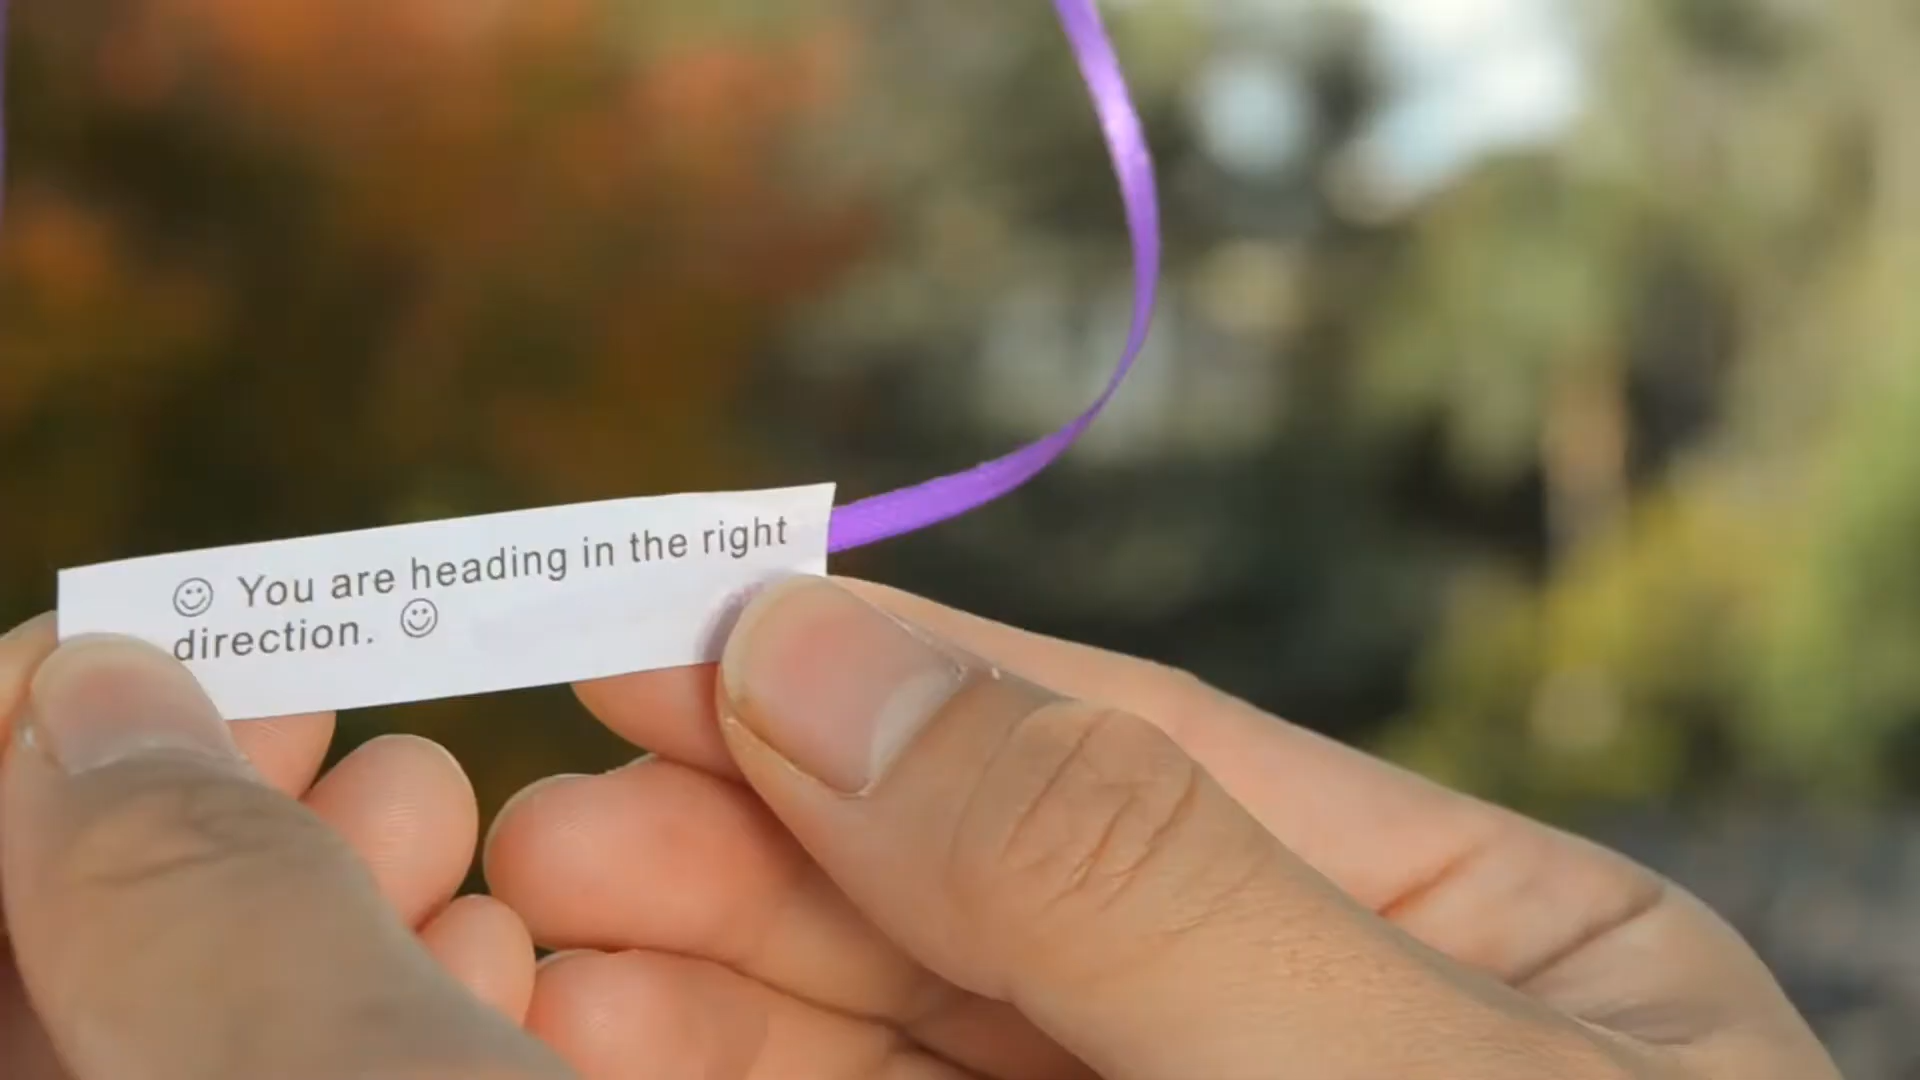 ☺ You are heading in the right
direction. ☺